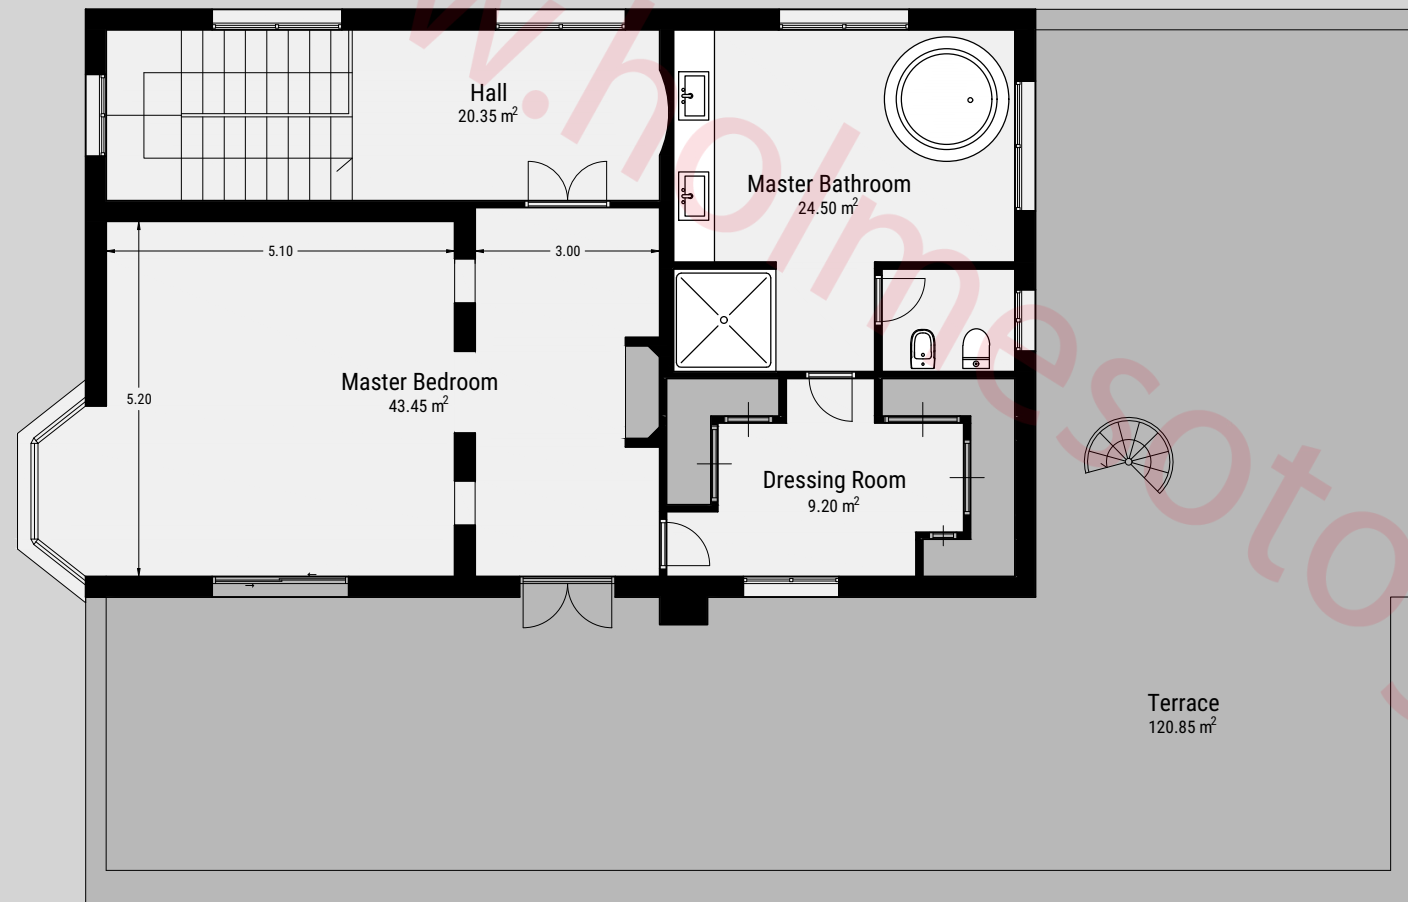 Hall
20.35 m²
Master Bathroom
24.50 m²
5.10
3.00
5.20
Master Bedroom
43.45 m²
Dressing Room
9.20 m²
Terrace
120.85 m²
w.holmesoto